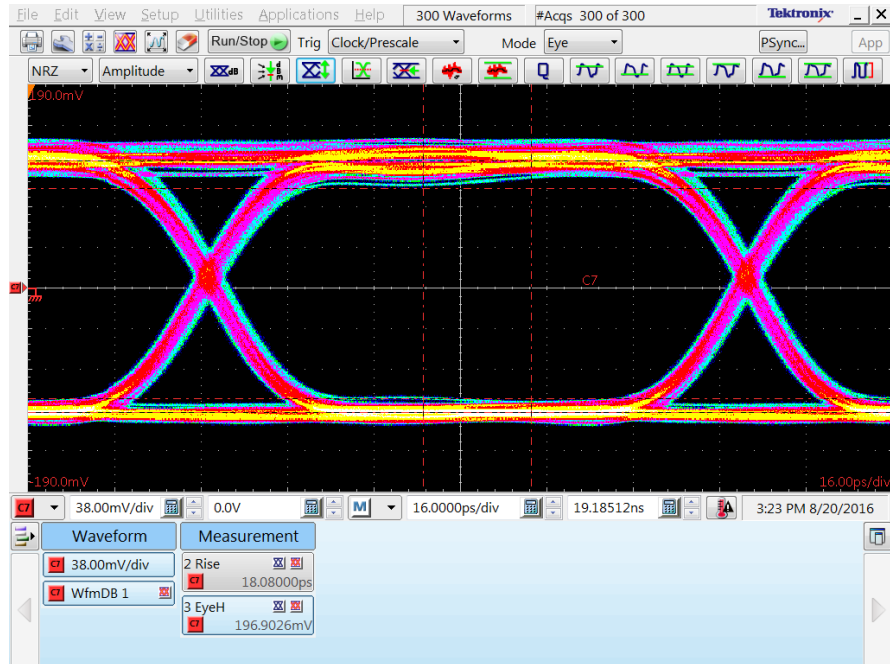 File Edit View Setup Utilities Applications Help 300 Waveforms #Acqs 300 of 300 Tektronix
Run/Stop Trig Clock/Prescale Mode Eye PSync... App
NRZ Amplitude dB Q
190.0mV
C7
C7
-190.0mV 16.00ps/div
C7 38.00mV/div 0.0V M 16.0000ps/div 19.18512ns 3:23 PM 8/20/2016
Waveform Measurement
C7 38.00mV/div 2 Rise
C7 18.08000ps
C7 WfmDB 1 3 EyeH
C7 196.9026mV